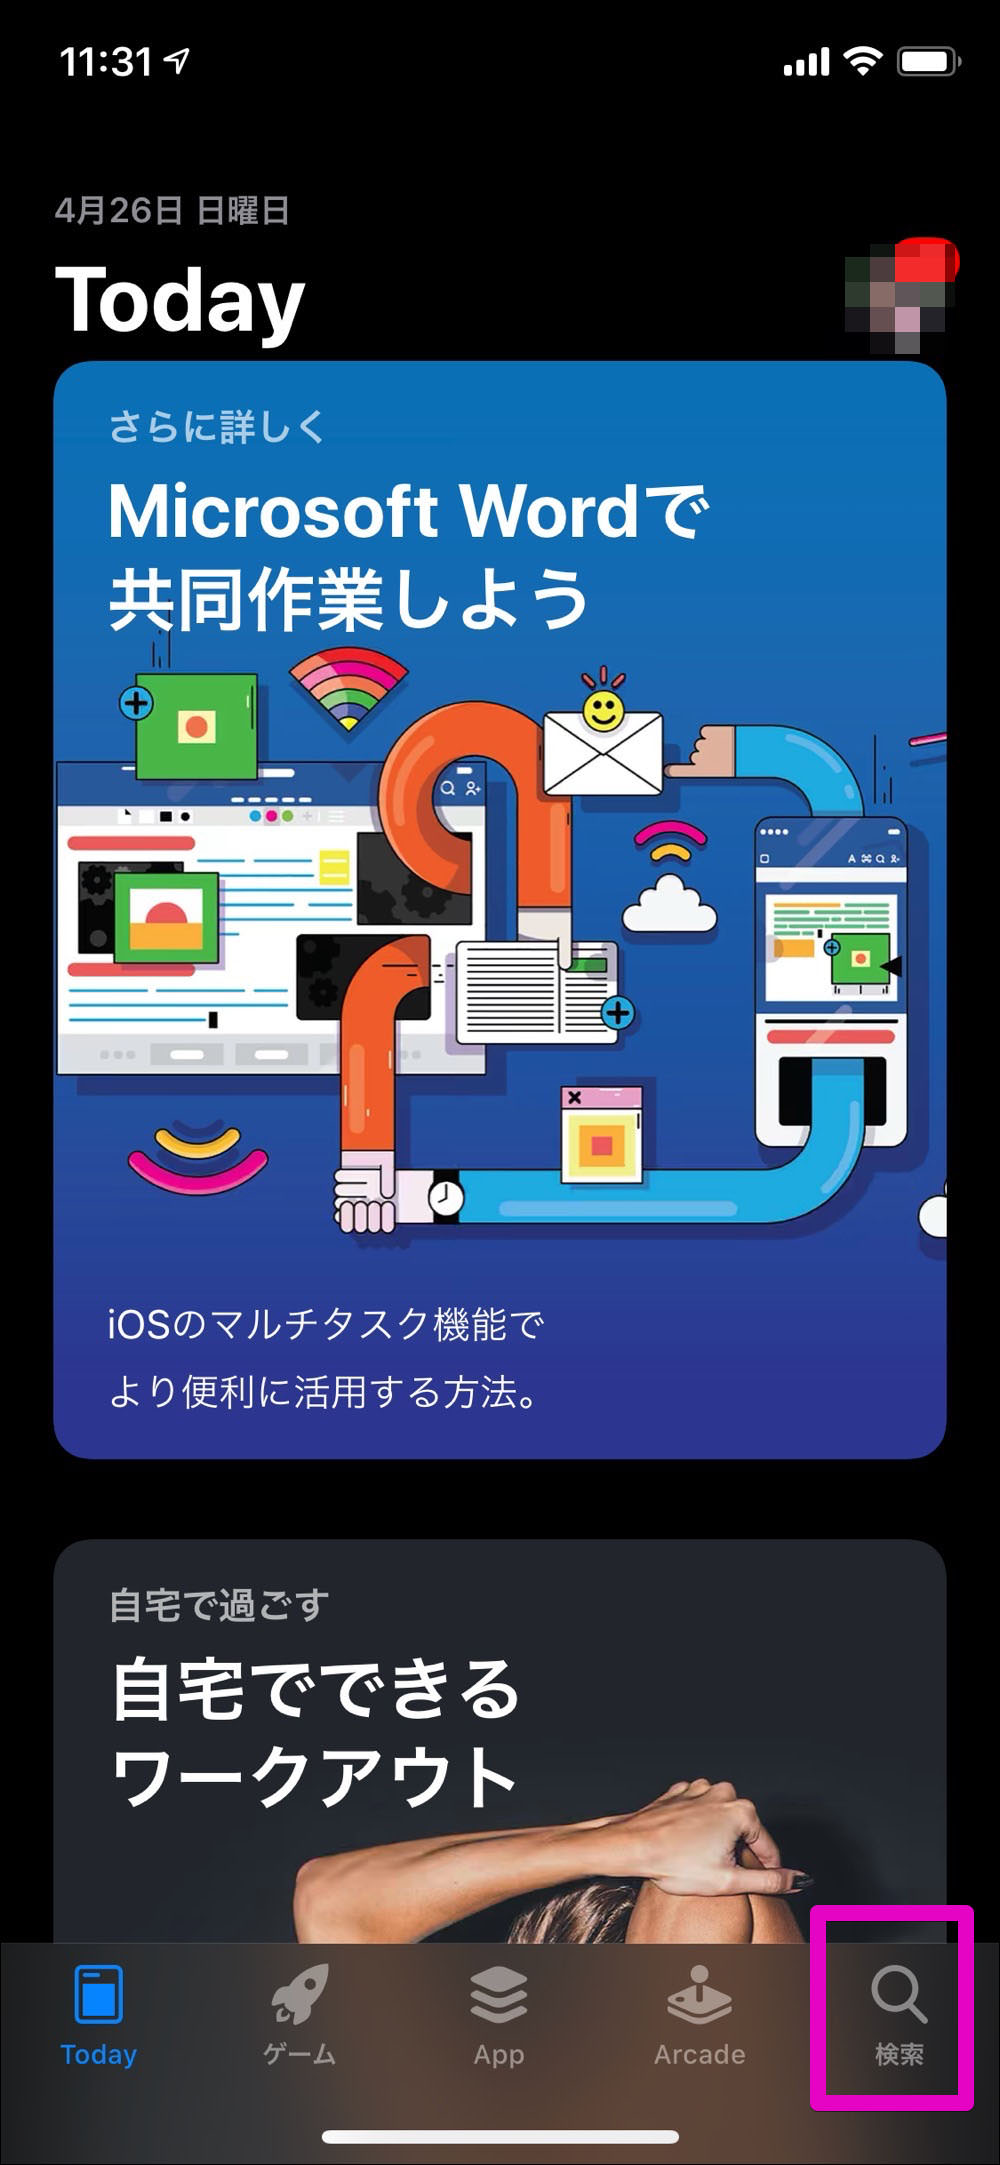 11:31
4月26日 日曜日
Today
さらに詳しく
Microsoft Wordで
共同作業しよう
iOSのマルチタスク機能で
より便利に活用する方法。
自宅で過ごす
自宅でできる
ワークアウト
Today
ゲーム
App
Arcade
検索